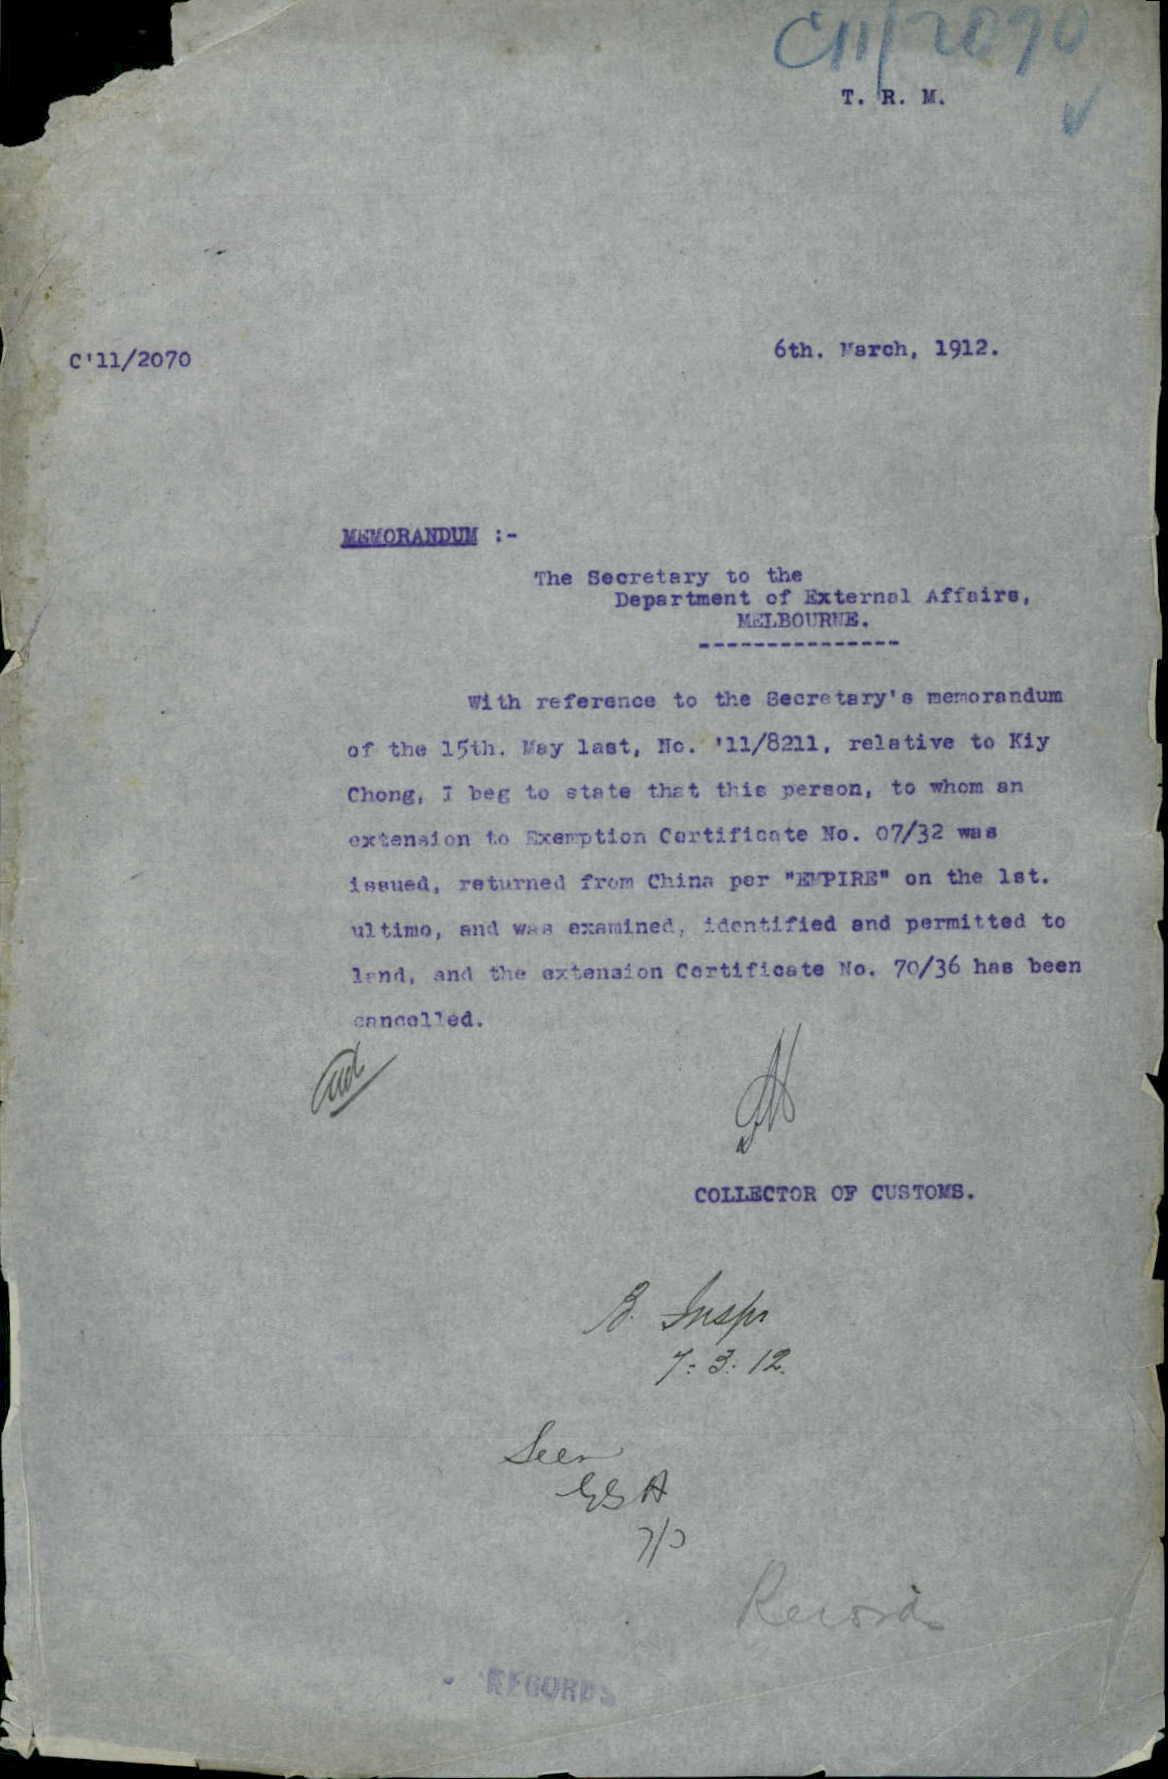 C11/2070
T. R. M.
C'11/2070
6th. March, 1912.
MEMORANDUM :-
The Secretary to the
Department of External Affairs,
MELBOURNE.
---------------
With reference to the Secretary's memorandum
of the 15th. May last, No. '11/8211, relative to Kiy
Chong, I beg to state that this person, to whom an
extension to Exemption Certificate No. 07/32 was
issued, returned from China per "EMPIRE" on the 1st.
ultimo, and was examined, identified and permitted to
land, and the extension Certificate No. 70/36 has been
cancelled.
COLLECTOR OF CUSTOMS.
B. Inspr
7: 3: 12.
Seen
7/3
Records
RECORDS